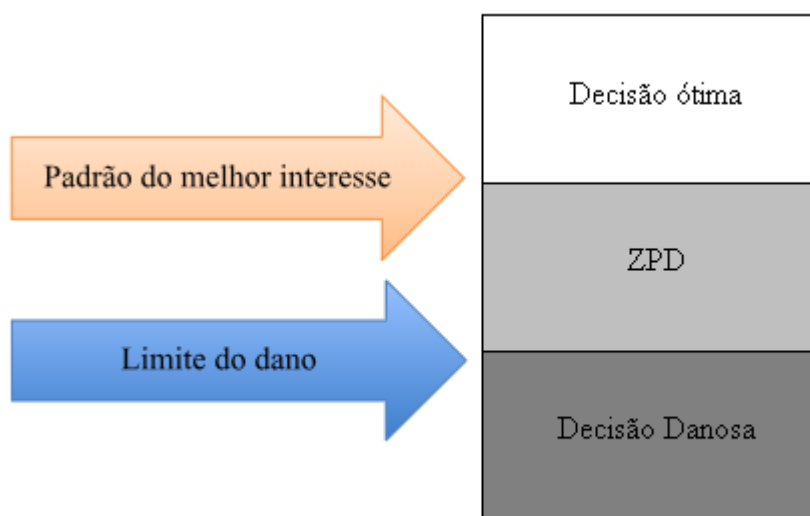 Decisão ótima
Padrão do melhor interesse
ZPD
Limite do dano
Decisão Danosa